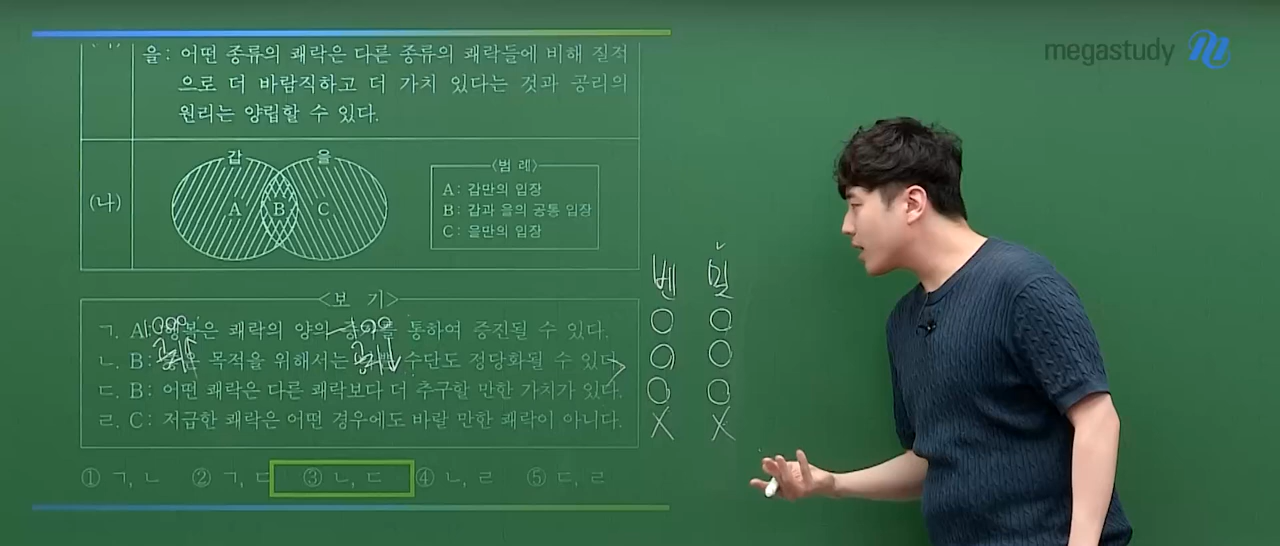 megastudy
을: 어떤 종류의 쾌락은 다른 종류의 쾌락들에 비해 질적
으로 더 바람직하고 더 가치 있다는 것과 공리의
원리는 양립할 수 있다.
(나)
갑 을
A B C
<범 례>
A: 갑만의 입장
B: 갑과 을의 공통 입장
C: 을만의 입장
벤 밀
<보 기>
ㄱ. A: 행복은 쾌락의 양의 증가를 통하여 증진될 수 있다. O O
ㄴ. B: 좋은 목적을 위해서는 수단도 정당화될 수 있다. O O
ㄷ. B: 어떤 쾌락은 다른 쾌락보다 더 추구할 만한 가치가 있다. O O
ㄹ. C: 저급한 쾌락은 어떤 경우에도 바랄 만한 쾌락이 아니다. X X
① ㄱ, ㄴ ② ㄱ, ㄷ ③ ㄴ, ㄷ ④ ㄴ, ㄹ ⑤ ㄷ, ㄹ